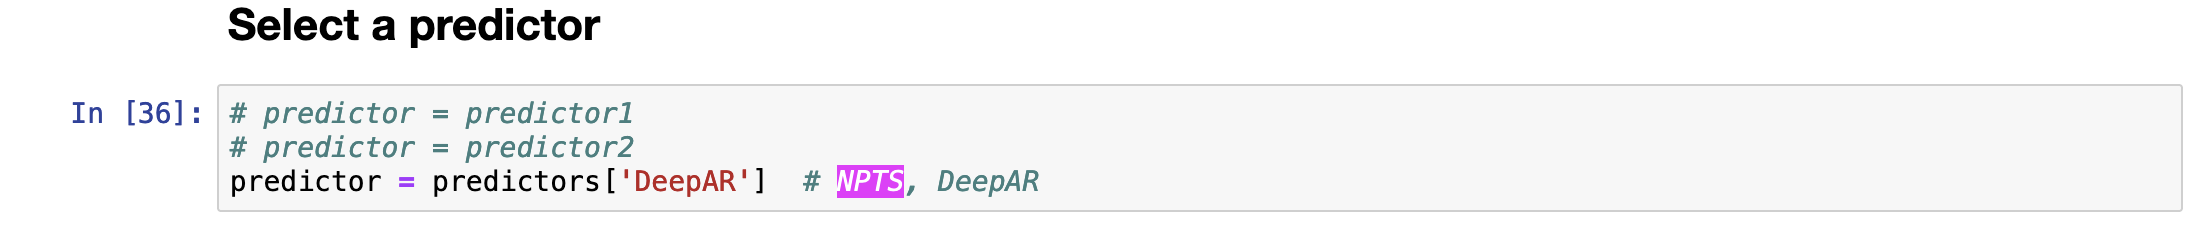 Select a predictor
In [36]: # predictor = predictor1
# predictor = predictor2
predictor = predictors['DeepAR']  # NPTS, DeepAR